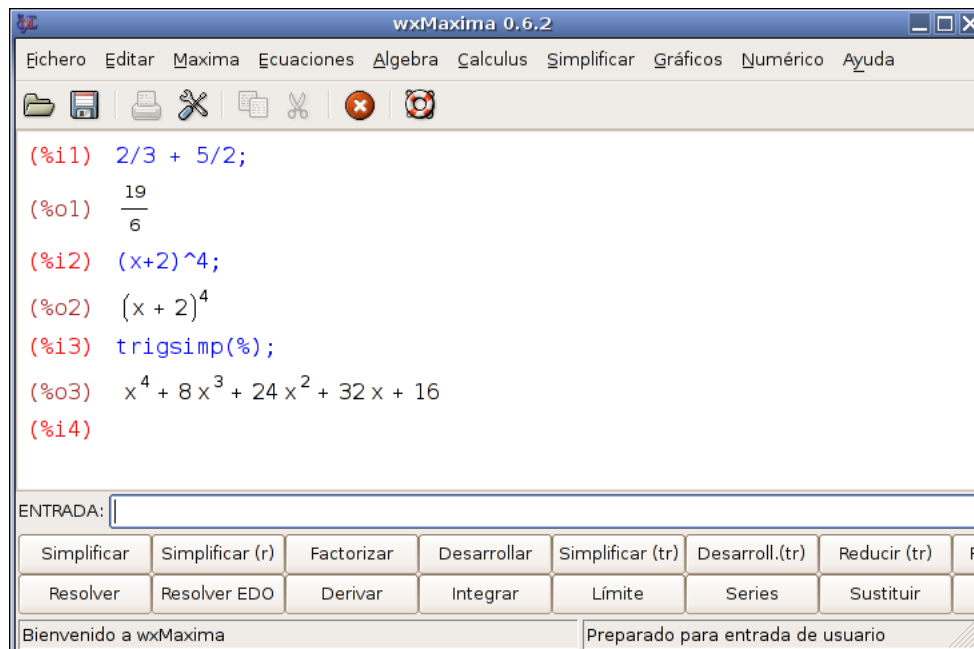 wxMaxima 0.6.2
Fichero Editar Maxima Ecuaciones Algebra Calculus Simplificar Gráficos Numérico Ayuda
(%i1) 2/3 + 5/2;
(%o1) 19/6
(%i2) (x+2)^4;
(%o2) (x + 2)^4
(%i3) trigsimp(%);
(%o3) x^4 + 8 x^3 + 24 x^2 + 32 x + 16
(%i4)
ENTRADA:
Simplificar Simplificar (r) Factorizar Desarrollar Simplificar (tr) Desarroll.(tr) Reducir (tr)
Resolver Resolver EDO Derivar Integrar Límite Series Sustituir
Bienvenido a wxMaxima Preparado para entrada de usuario